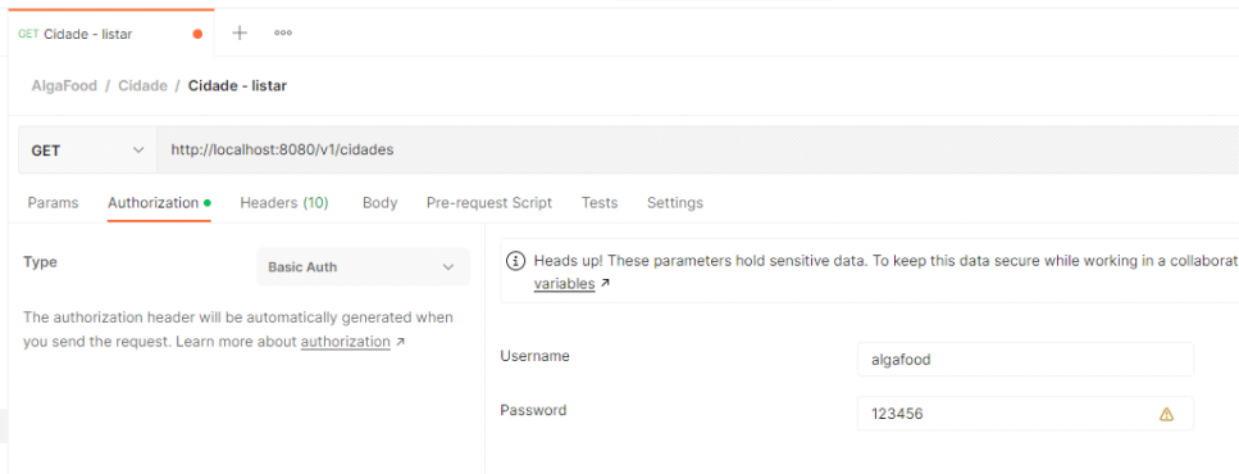 GET Cidade - listar
AlgaFood / Cidade / Cidade - listar
GET http://localhost:8080/v1/cidades
Params Authorization Headers (10) Body Pre-request Script Tests Settings
Type Basic Auth
The authorization header will be automatically generated when
you send the request. Learn more about authorization ↗
Heads up! These parameters hold sensitive data. To keep this data secure while working in a collaborat
variables ↗
Username algafood
Password 123456